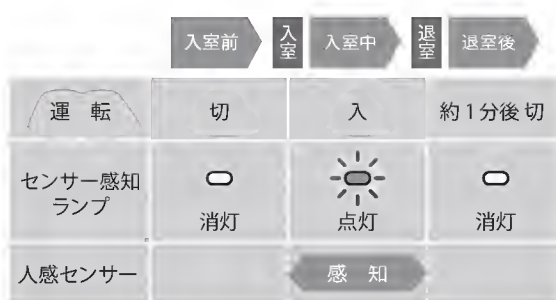 入室前 入室 入室中 退室 退室後
運 転 切 入 約1分後 切
センサー感知
ランプ
消灯 点灯 消灯
人感センサー 感 知